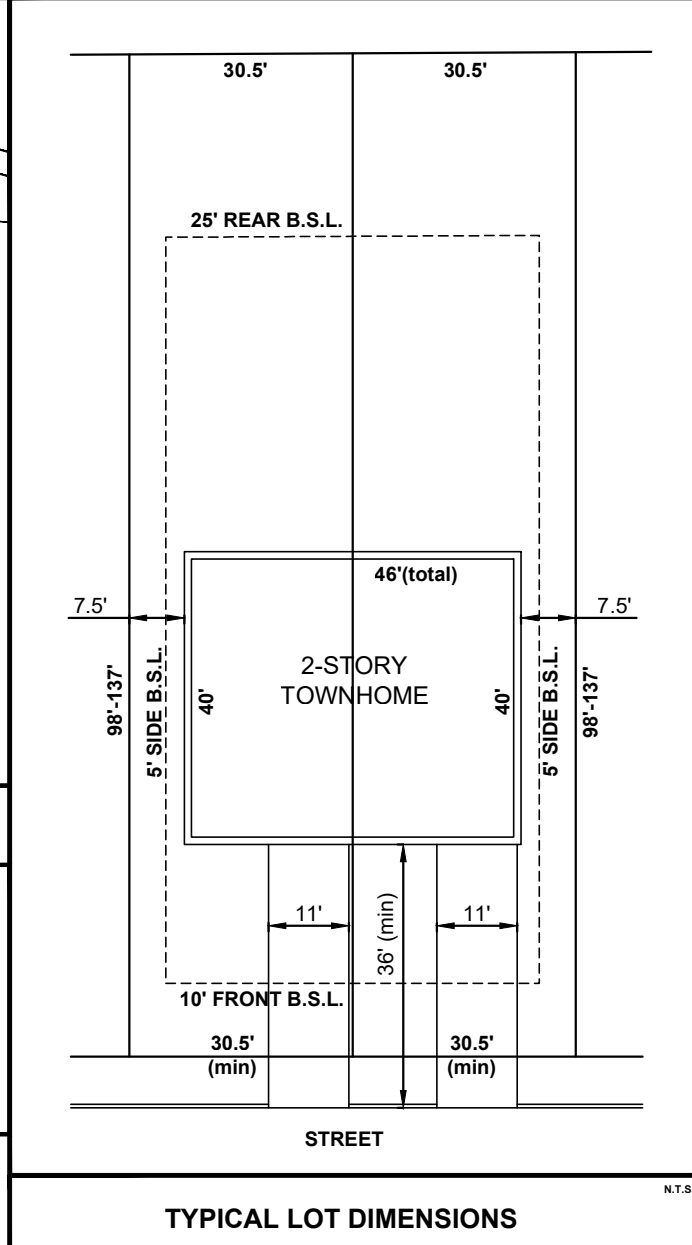 30.5'
30.5'
25' REAR B.S.L.
46'(total)
7.5'
7.5'
2-STORY
TOWNHOME
98'-137'
5' SIDE B.S.L.
40'
40'
5' SIDE B.S.L.
98'-137'
11'
36' (min)
11'
10' FRONT B.S.L.
30.5'
(min)
30.5'
(min)
STREET
N.T.S
TYPICAL LOT DIMENSIONS